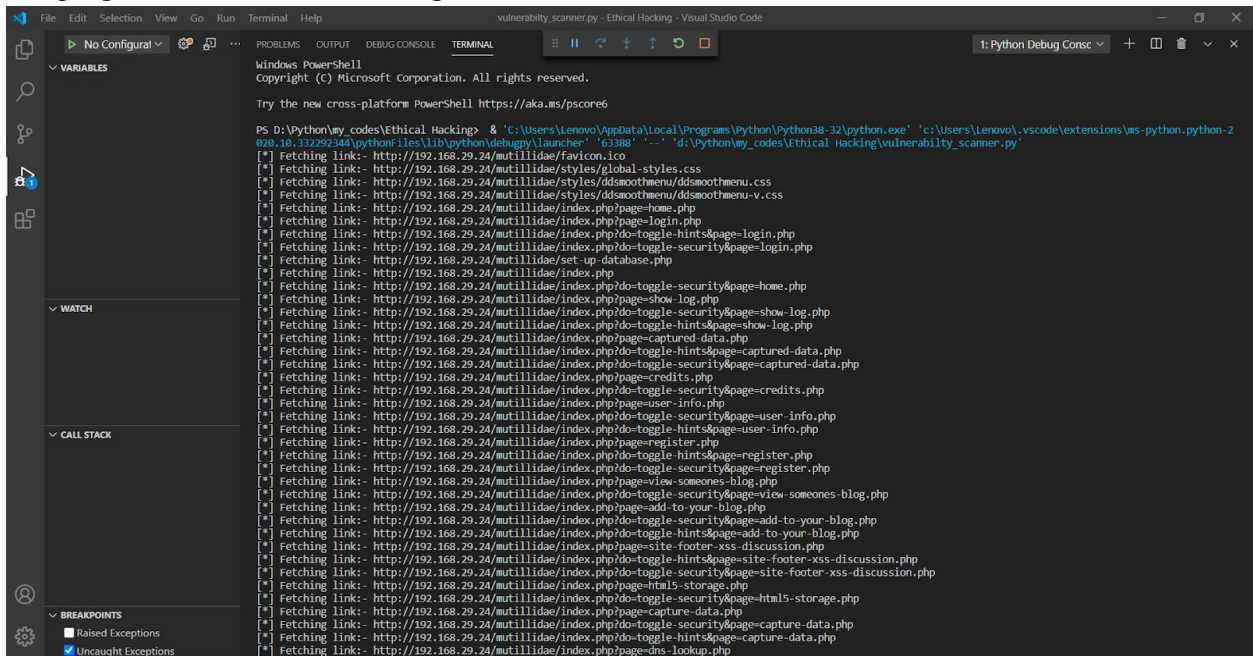 File Edit Selection View Go Run Terminal Help vulnerabilty_scanner.py - Ethical Hacking - Visual Studio Code
No Configurat PROBLEMS OUTPUT DEBUG CONSOLE TERMINAL 1: Python Debug Consc
VARIABLES
WATCH
CALL STACK
BREAKPOINTS
Raised Exceptions
Uncaught Exceptions
1
Windows PowerShell
Copyright (C) Microsoft Corporation. All rights reserved.
Try the new cross-platform PowerShell https://aka.ms/pscore6
PS D:\Python\my_codes\Ethical Hacking> & 'C:\Users\Lenovo\AppData\Local\Programs\Python\Python38-32\python.exe' 'c:\Users\Lenovo\.vscode\extensions\ms-python.python-2
020.10.332292344\pythonFiles\lib\python\debugpy\launcher' '63388' '--' 'd:\Python\my_codes\Ethical Hacking\vulnerabilty_scanner.py'
[*] Fetching link:- http://192.168.29.24/mutillidae/favicon.ico
[*] Fetching link:- http://192.168.29.24/mutillidae/styles/global-styles.css
[*] Fetching link:- http://192.168.29.24/mutillidae/styles/ddsmoothmenu/ddsmoothmenu.css
[*] Fetching link:- http://192.168.29.24/mutillidae/styles/ddsmoothmenu/ddsmoothmenu-v.css
[*] Fetching link:- http://192.168.29.24/mutillidae/index.php?page=home.php
[*] Fetching link:- http://192.168.29.24/mutillidae/index.php?page=login.php
[*] Fetching link:- http://192.168.29.24/mutillidae/index.php?do=toggle-hints&page=login.php
[*] Fetching link:- http://192.168.29.24/mutillidae/index.php?do=toggle-security&page=login.php
[*] Fetching link:- http://192.168.29.24/mutillidae/set-up-database.php
[*] Fetching link:- http://192.168.29.24/mutillidae/index.php
[*] Fetching link:- http://192.168.29.24/mutillidae/index.php?do=toggle-security&page=home.php
[*] Fetching link:- http://192.168.29.24/mutillidae/index.php?page=show-log.php
[*] Fetching link:- http://192.168.29.24/mutillidae/index.php?do=toggle-security&page=show-log.php
[*] Fetching link:- http://192.168.29.24/mutillidae/index.php?do=toggle-hints&page=show-log.php
[*] Fetching link:- http://192.168.29.24/mutillidae/index.php?page=captured-data.php
[*] Fetching link:- http://192.168.29.24/mutillidae/index.php?do=toggle-hints&page=captured-data.php
[*] Fetching link:- http://192.168.29.24/mutillidae/index.php?do=toggle-security&page=captured-data.php
[*] Fetching link:- http://192.168.29.24/mutillidae/index.php?page=credits.php
[*] Fetching link:- http://192.168.29.24/mutillidae/index.php?do=toggle-security&page=credits.php
[*] Fetching link:- http://192.168.29.24/mutillidae/index.php?page=user-info.php
[*] Fetching link:- http://192.168.29.24/mutillidae/index.php?do=toggle-security&page=user-info.php
[*] Fetching link:- http://192.168.29.24/mutillidae/index.php?do=toggle-hints&page=user-info.php
[*] Fetching link:- http://192.168.29.24/mutillidae/index.php?page=register.php
[*] Fetching link:- http://192.168.29.24/mutillidae/index.php?do=toggle-hints&page=register.php
[*] Fetching link:- http://192.168.29.24/mutillidae/index.php?do=toggle-security&page=register.php
[*] Fetching link:- http://192.168.29.24/mutillidae/index.php?page=view-someones-blog.php
[*] Fetching link:- http://192.168.29.24/mutillidae/index.php?do=toggle-security&page=view-someones-blog.php
[*] Fetching link:- http://192.168.29.24/mutillidae/index.php?page=add-to-your-blog.php
[*] Fetching link:- http://192.168.29.24/mutillidae/index.php?do=toggle-security&page=add-to-your-blog.php
[*] Fetching link:- http://192.168.29.24/mutillidae/index.php?do=toggle-hints&page=add-to-your-blog.php
[*] Fetching link:- http://192.168.29.24/mutillidae/index.php?page=site-footer-xss-discussion.php
[*] Fetching link:- http://192.168.29.24/mutillidae/index.php?do=toggle-hints&page=site-footer-xss-discussion.php
[*] Fetching link:- http://192.168.29.24/mutillidae/index.php?do=toggle-security&page=site-footer-xss-discussion.php
[*] Fetching link:- http://192.168.29.24/mutillidae/index.php?page=html5-storage.php
[*] Fetching link:- http://192.168.29.24/mutillidae/index.php?do=toggle-security&page=html5-storage.php
[*] Fetching link:- http://192.168.29.24/mutillidae/index.php?page=capture-data.php
[*] Fetching link:- http://192.168.29.24/mutillidae/index.php?do=toggle-security&page=capture-data.php
[*] Fetching link:- http://192.168.29.24/mutillidae/index.php?do=toggle-hints&page=capture-data.php
[*] Fetching link:- http://192.168.29.24/mutillidae/index.php?page=dns-lookup.php